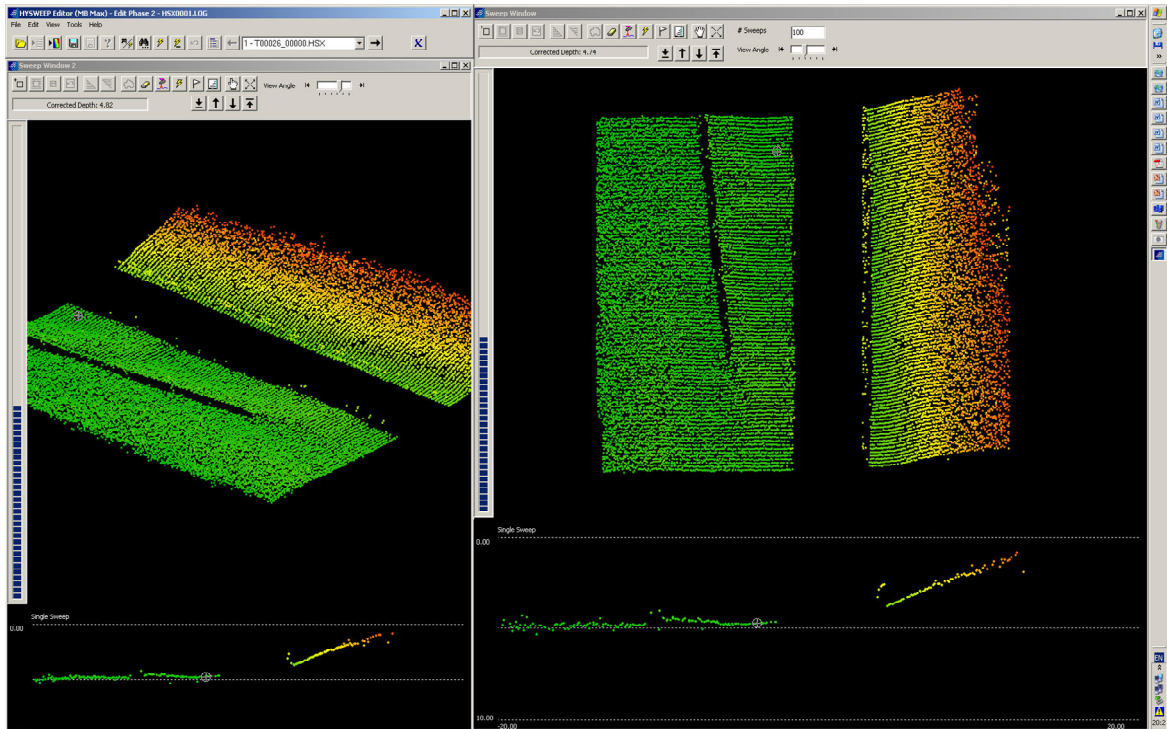 HYSWEEP Editor (MB Max) - Edit Phase 2 - HSX0001.LOG
File Edit View Tools Help
1 - T00026_00000.HSX
X
Sweep Window 2
View Angle
Corrected Depth: 4.82
Single Sweep
0.00
Sweep Window
# Sweeps 100
View Angle
Corrected Depth: 4.74
Single Sweep
0.00
10.00
-20.00
20.00
EN
20:2